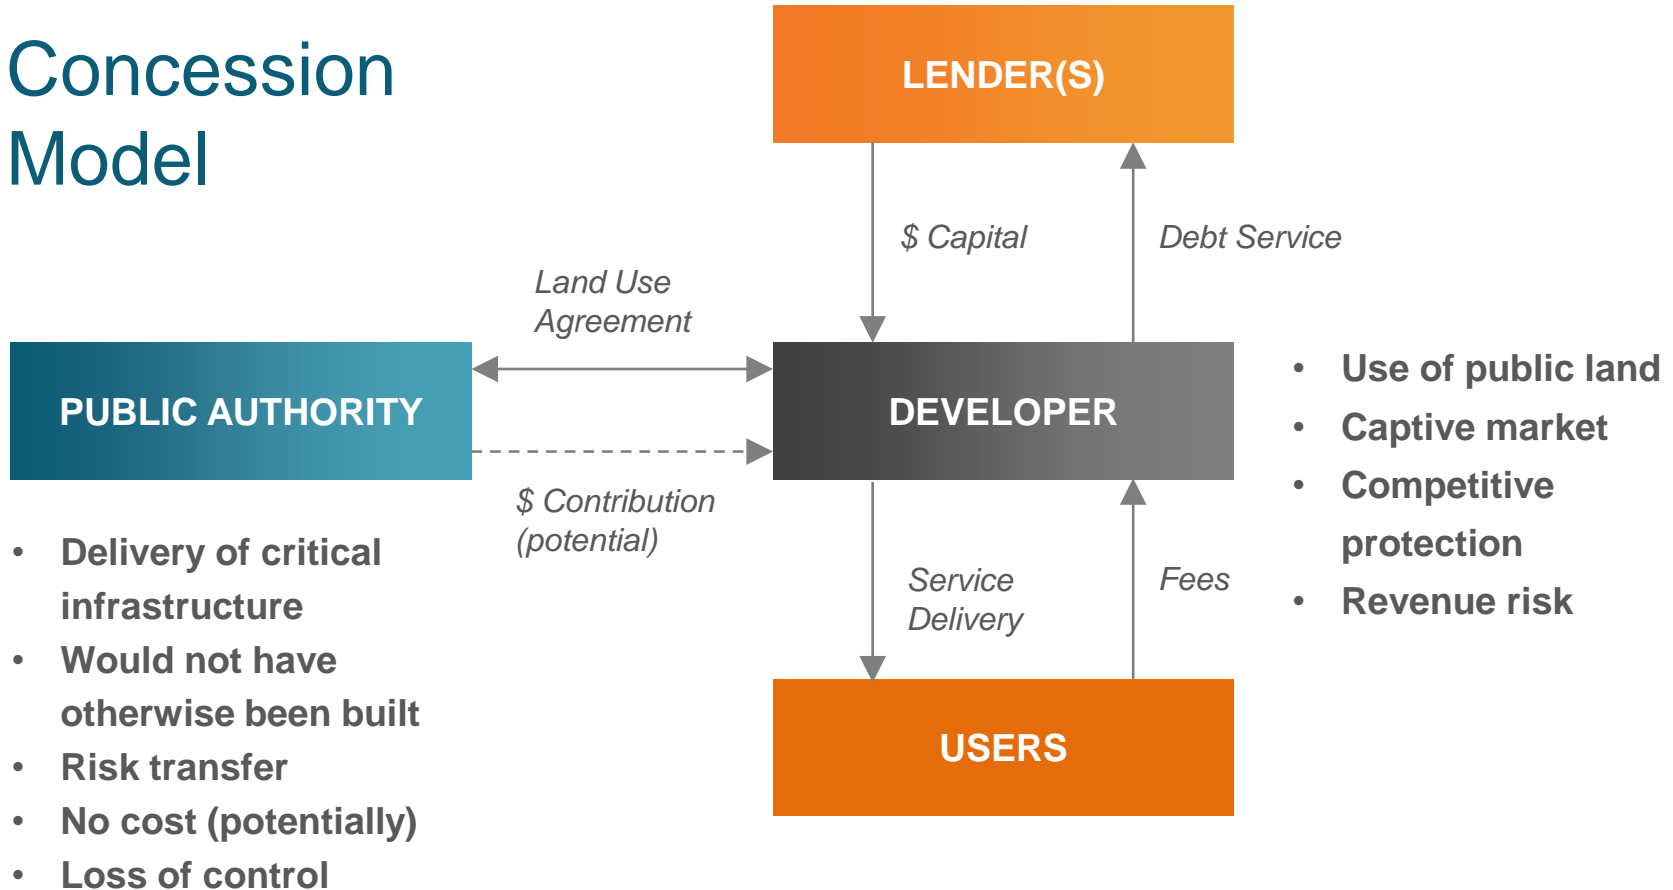 Concession
Model
LENDER(S)
$ Capital
Debt Service
Land Use
Agreement
PUBLIC AUTHORITY
DEVELOPER
$ Contribution
(potential)
• Use of public land
• Captive market
• Competitive
protection
• Revenue risk
Service
Delivery
Fees
USERS
• Delivery of critical
infrastructure
• Would not have
otherwise been built
• Risk transfer
• No cost (potentially)
• Loss of control